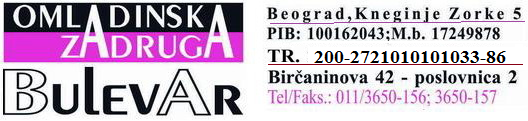 OMLADINSKA
ZADRUGA
BULEVAR
Beograd,Kneginje Zorke 5
PIB: 100162043;M.b. 17249878
TR. 200-2721010101033-86
Birčaninova 42 - poslovnica 2
Tel/Faks.: 011/3650-156; 3650-157